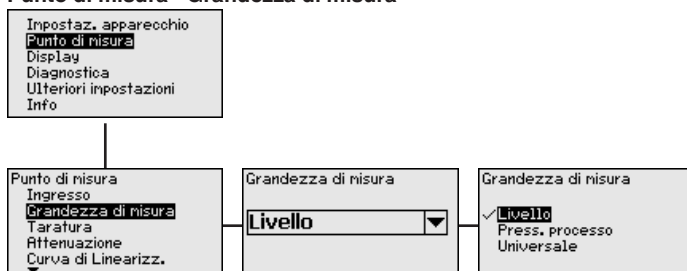 Punto di misura - Grandezza di misura
Impostaz. apparecchio
Punto di misura
Display
Diagnostica
Ulteriori impostazioni
Info
Punto di misura
Ingresso
Grandezza di misura
Taratura
Attenuazione
Curva di Linearizz.
Grandezza di misura
Livello
Grandezza di misura
Livello
Press. processo
Universale